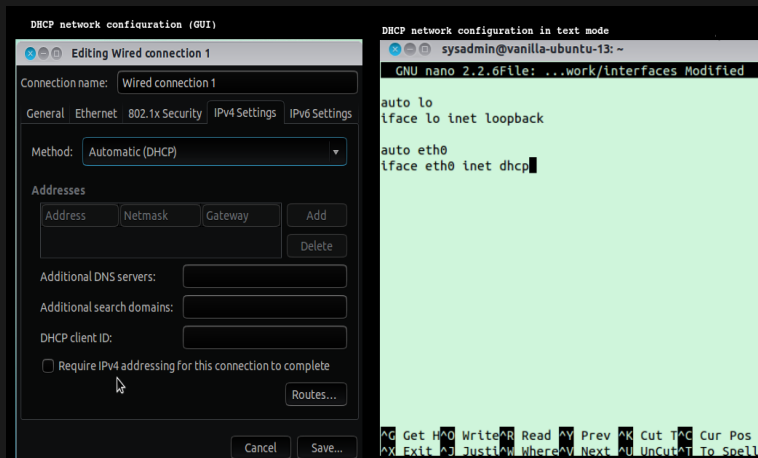 DHCP network configuration (GUI)
Editing Wired connection 1
Connection name: Wired connection 1
General Ethernet 802.1x Security IPv4 Settings IPv6 Settings
Method: Automatic (DHCP)
Addresses
Address Netmask Gateway Add
Delete
Additional DNS servers:
Additional search domains:
DHCP client ID:
Require IPv4 addressing for this connection to complete
Routes...
Cancel Save...
DHCP network configuration in text mode
sysadmin@vanilla-ubuntu-13: ~
GNU nano 2.2.6File: ...work/interfaces Modified
auto lo
iface lo inet loopback
auto eth0
iface eth0 inet dhcp
^G Get H^O Write^R Read ^Y Prev ^K Cut T^C Cur Pos
^X Exit ^J Justi^W Where^V Next ^U UnCut^T To Spell